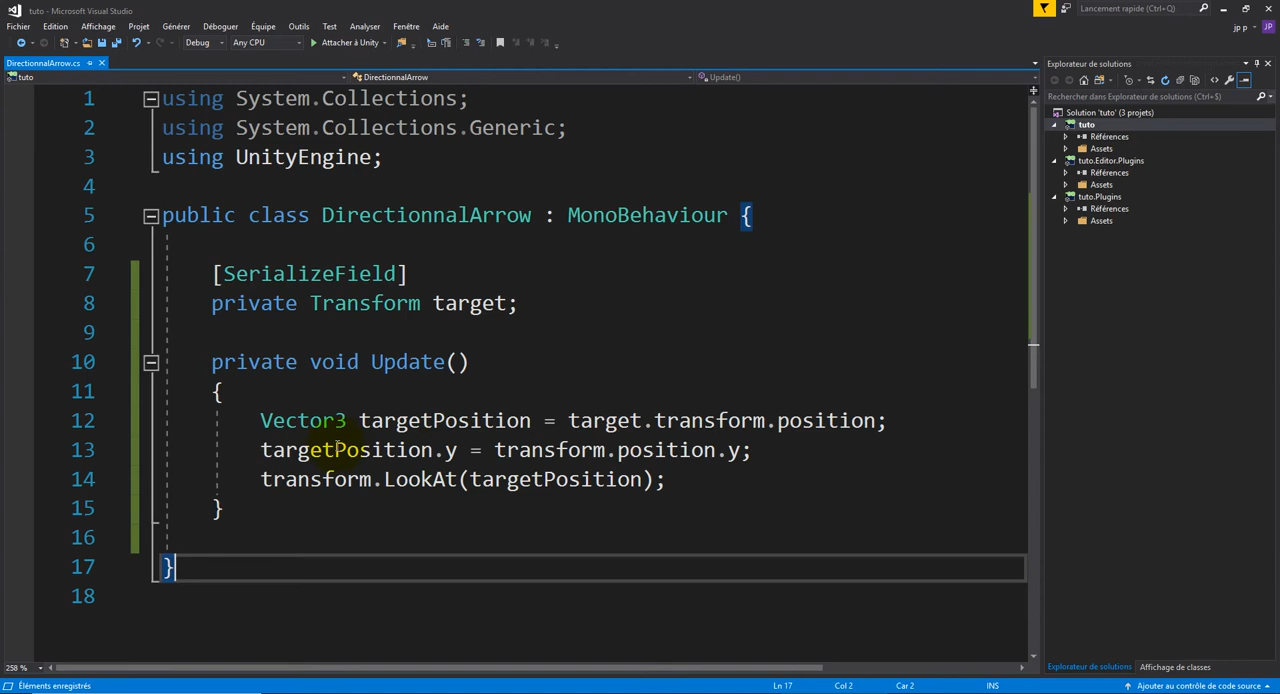 tuto - Microsoft Visual Studio
Lancement rapide (Ctrl+Q)
Fichier Edition Affichage Projet Générer Déboguer Équipe Outils Test Analyser Fenêtre Aide
jp p JP
Debug Any CPU Attacher à Unity
DirectionnalArrow.cs
Explorateur de solutions
tuto DirectionnalArrow Update()
Rechercher dans Explorateur de solutions (Ctrl+$)
Solution 'tuto' (3 projets)
tuto
Références
Assets
tuto.Editor.Plugins
Références
Assets
tuto.Plugins
Références
Assets
1 using System.Collections;
2 using System.Collections.Generic;
3 using UnityEngine;
4
5 public class DirectionnalArrow : MonoBehaviour {
6
7 [SerializeField]
8 private Transform target;
9
10 private void Update()
11 {
12 Vector3 targetPosition = target.transform.position;
13 targetPosition.y = transform.position.y;
14 transform.LookAt(targetPosition);
15 }
16
17 }
18
258 %
Explorateur de solutions Affichage de classes
Éléments enregistrés Ln 17 Col 2 Car 2 INS Ajouter au contrôle de code source